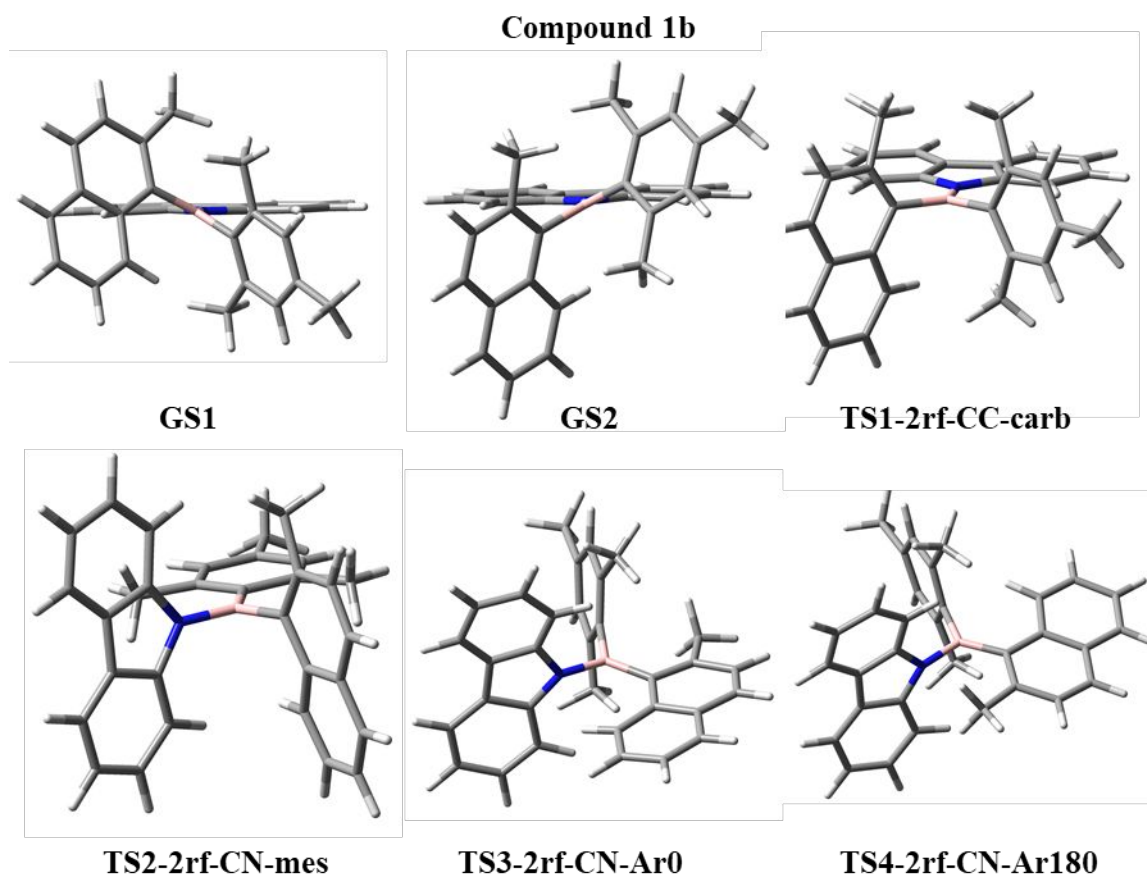 Compound 1b
GS1
GS2
TS1-2rf-CC-carb
TS2-2rf-CN-mes
TS3-2rf-CN-Ar0
TS4-2rf-CN-Ar180